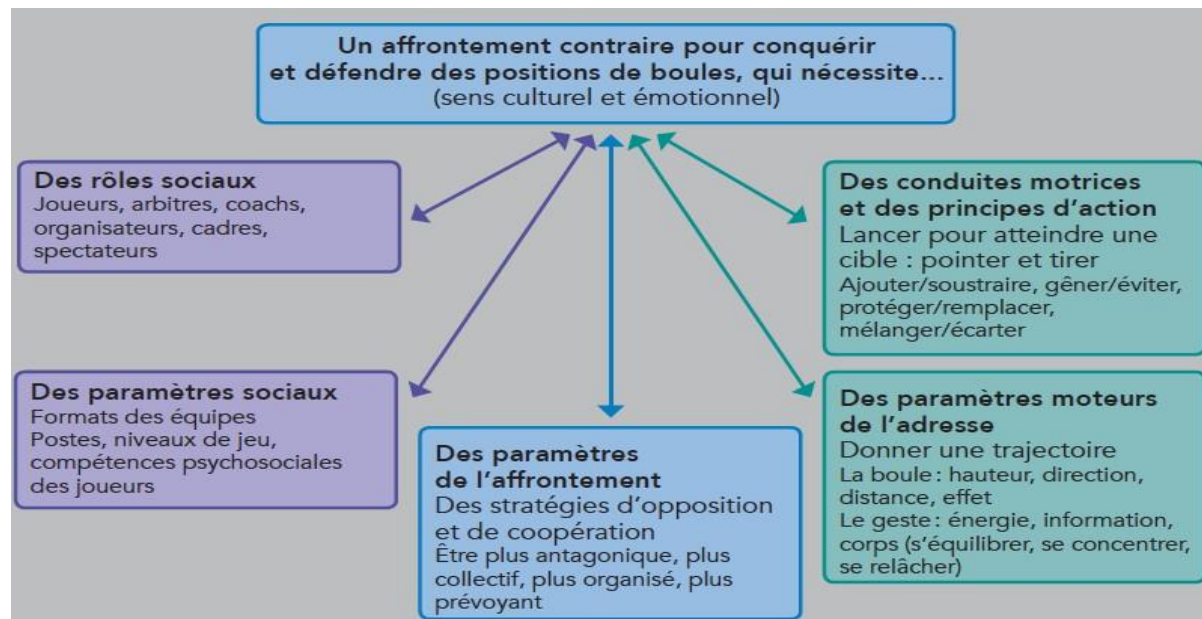 Un affrontement contraire pour conquérir
et défendre des positions de boules, qui nécessite...
(sens culturel et émotionnel)
Des rôles sociaux
Joueurs, arbitres, coachs,
organisateurs, cadres,
spectateurs
Des conduites motrices
et des principes d'action
Lancer pour atteindre une
cible : pointer et tirer
Ajouter/soustraire, gêner/éviter,
protéger/remplacer,
mélanger/écarter
Des paramètres sociaux
Formats des équipes
Postes, niveaux de jeu,
compétences psychosociales
des joueurs
Des paramètres
de l'affrontement
Des stratégies d'opposition
et de coopération
Être plus antagonique, plus
collectif, plus organisé, plus
prévoyant
Des paramètres moteurs
de l'adresse
Donner une trajectoire
La boule : hauteur, direction,
distance, effet
Le geste : énergie, information,
corps (s'équilibrer, se concentrer,
se relâcher)